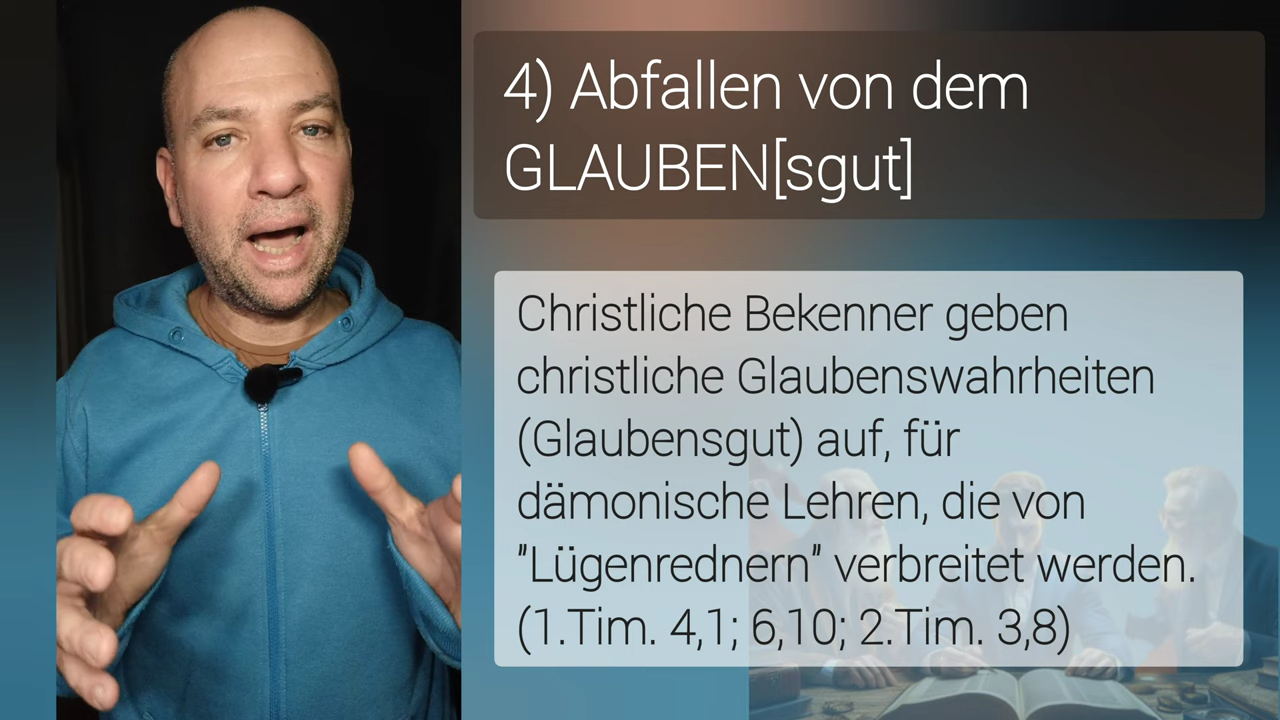 4) Abfallen von dem
GLAUBEN[sgut]
Christliche Bekenner geben
christliche Glaubenswahrheiten
(Glaubensgut) auf, für
dämonische Lehren, die von
"Lügenrednern" verbreitet werden.
(1.Tim. 4,1; 6,10; 2.Tim. 3,8)